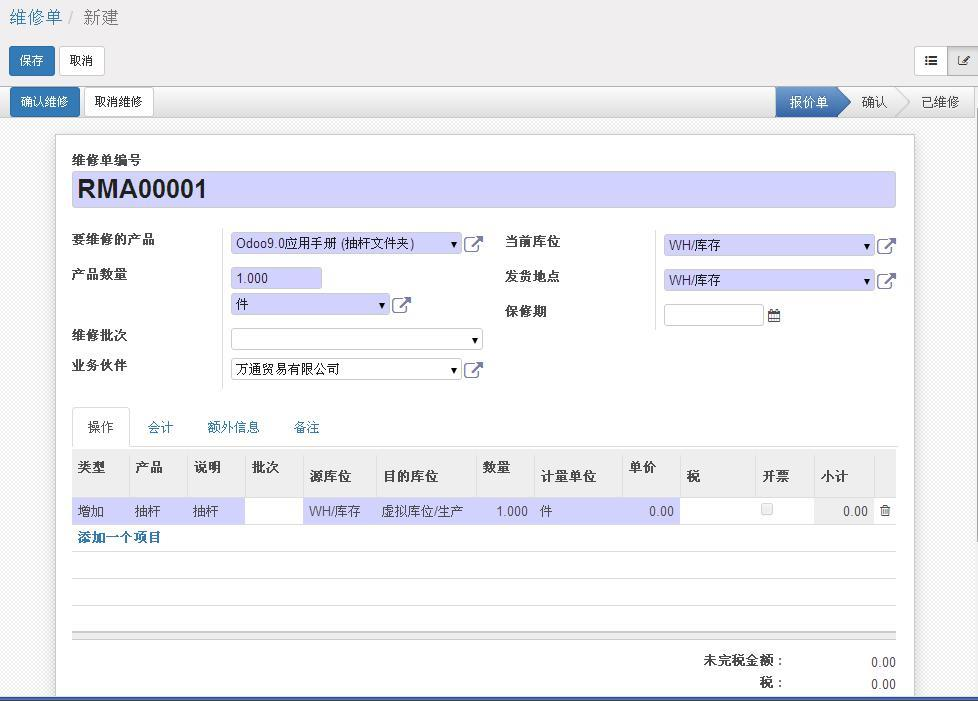 维修单 / 新建
保存 取消
确认维修 取消维修 报价单 确认 已维修
维修单编号
RMA00001
要维修的产品 Odoo9.0应用手册 (抽杆文件夹) 当前库位 WH/库存
产品数量 1.000 发货地点 WH/库存
件 保修期
维修批次
业务伙伴 万通贸易有限公司
操作 会计 额外信息 备注
类型 产品 说明 批次 源库位 目的库位 数量 计量单位 单价 税 开票 小计
增加 抽杆 抽杆 WH/库存 虚拟库位/生产 1.000 件 0.00 0.00
添加一个项目
未完税金额 : 0.00
税 : 0.00